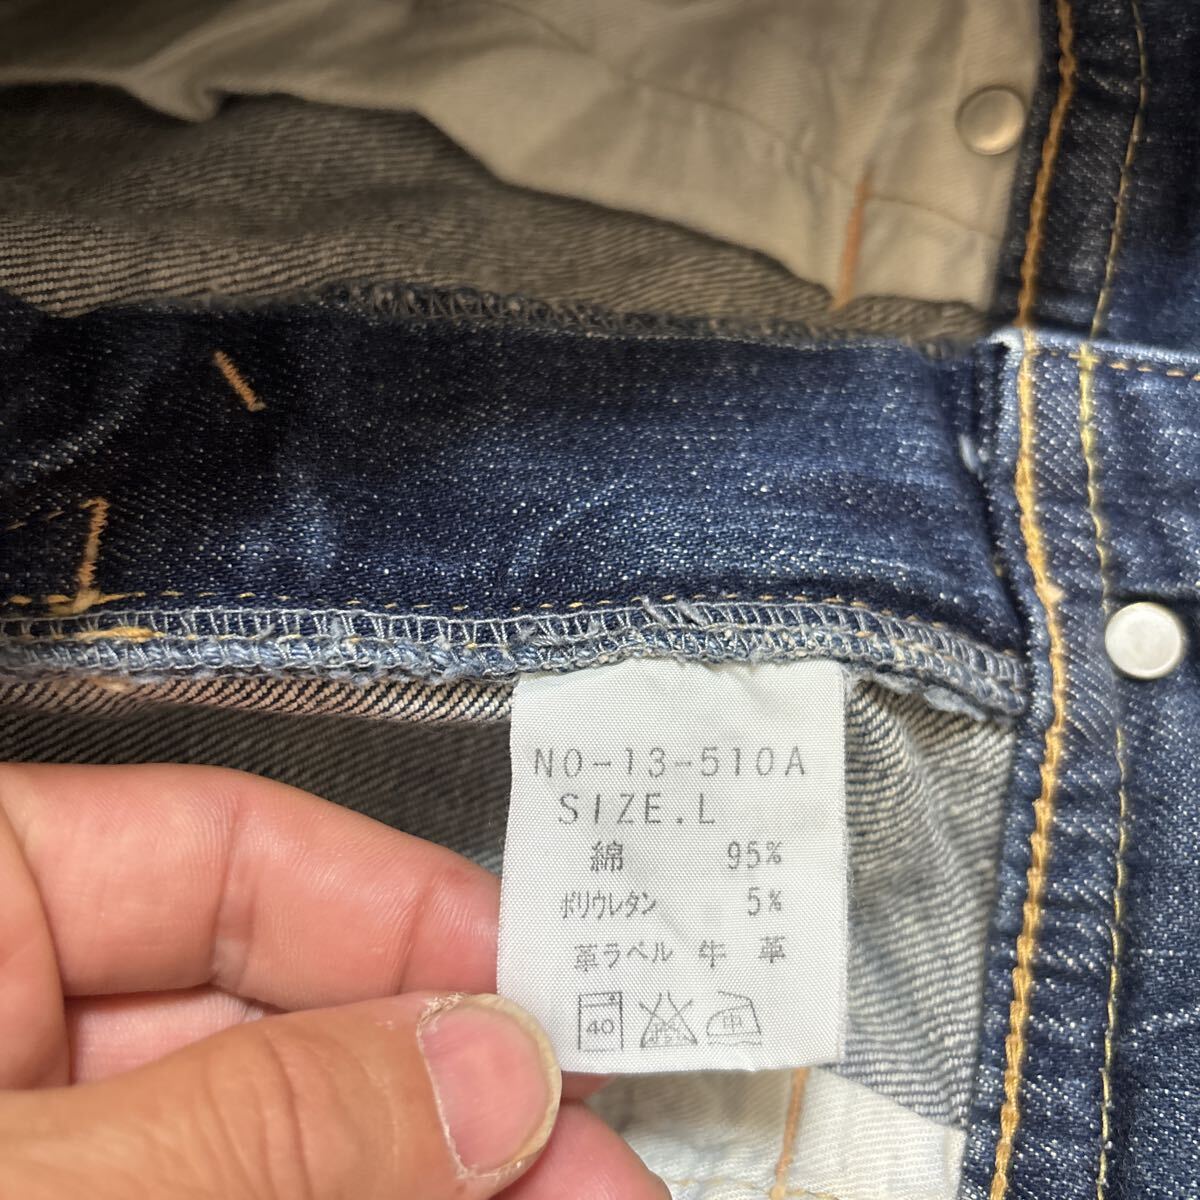 NO-13-510A
SIZE.L
綿 95%
ポリウレタン 5%
革ラベル 牛 革
40 中